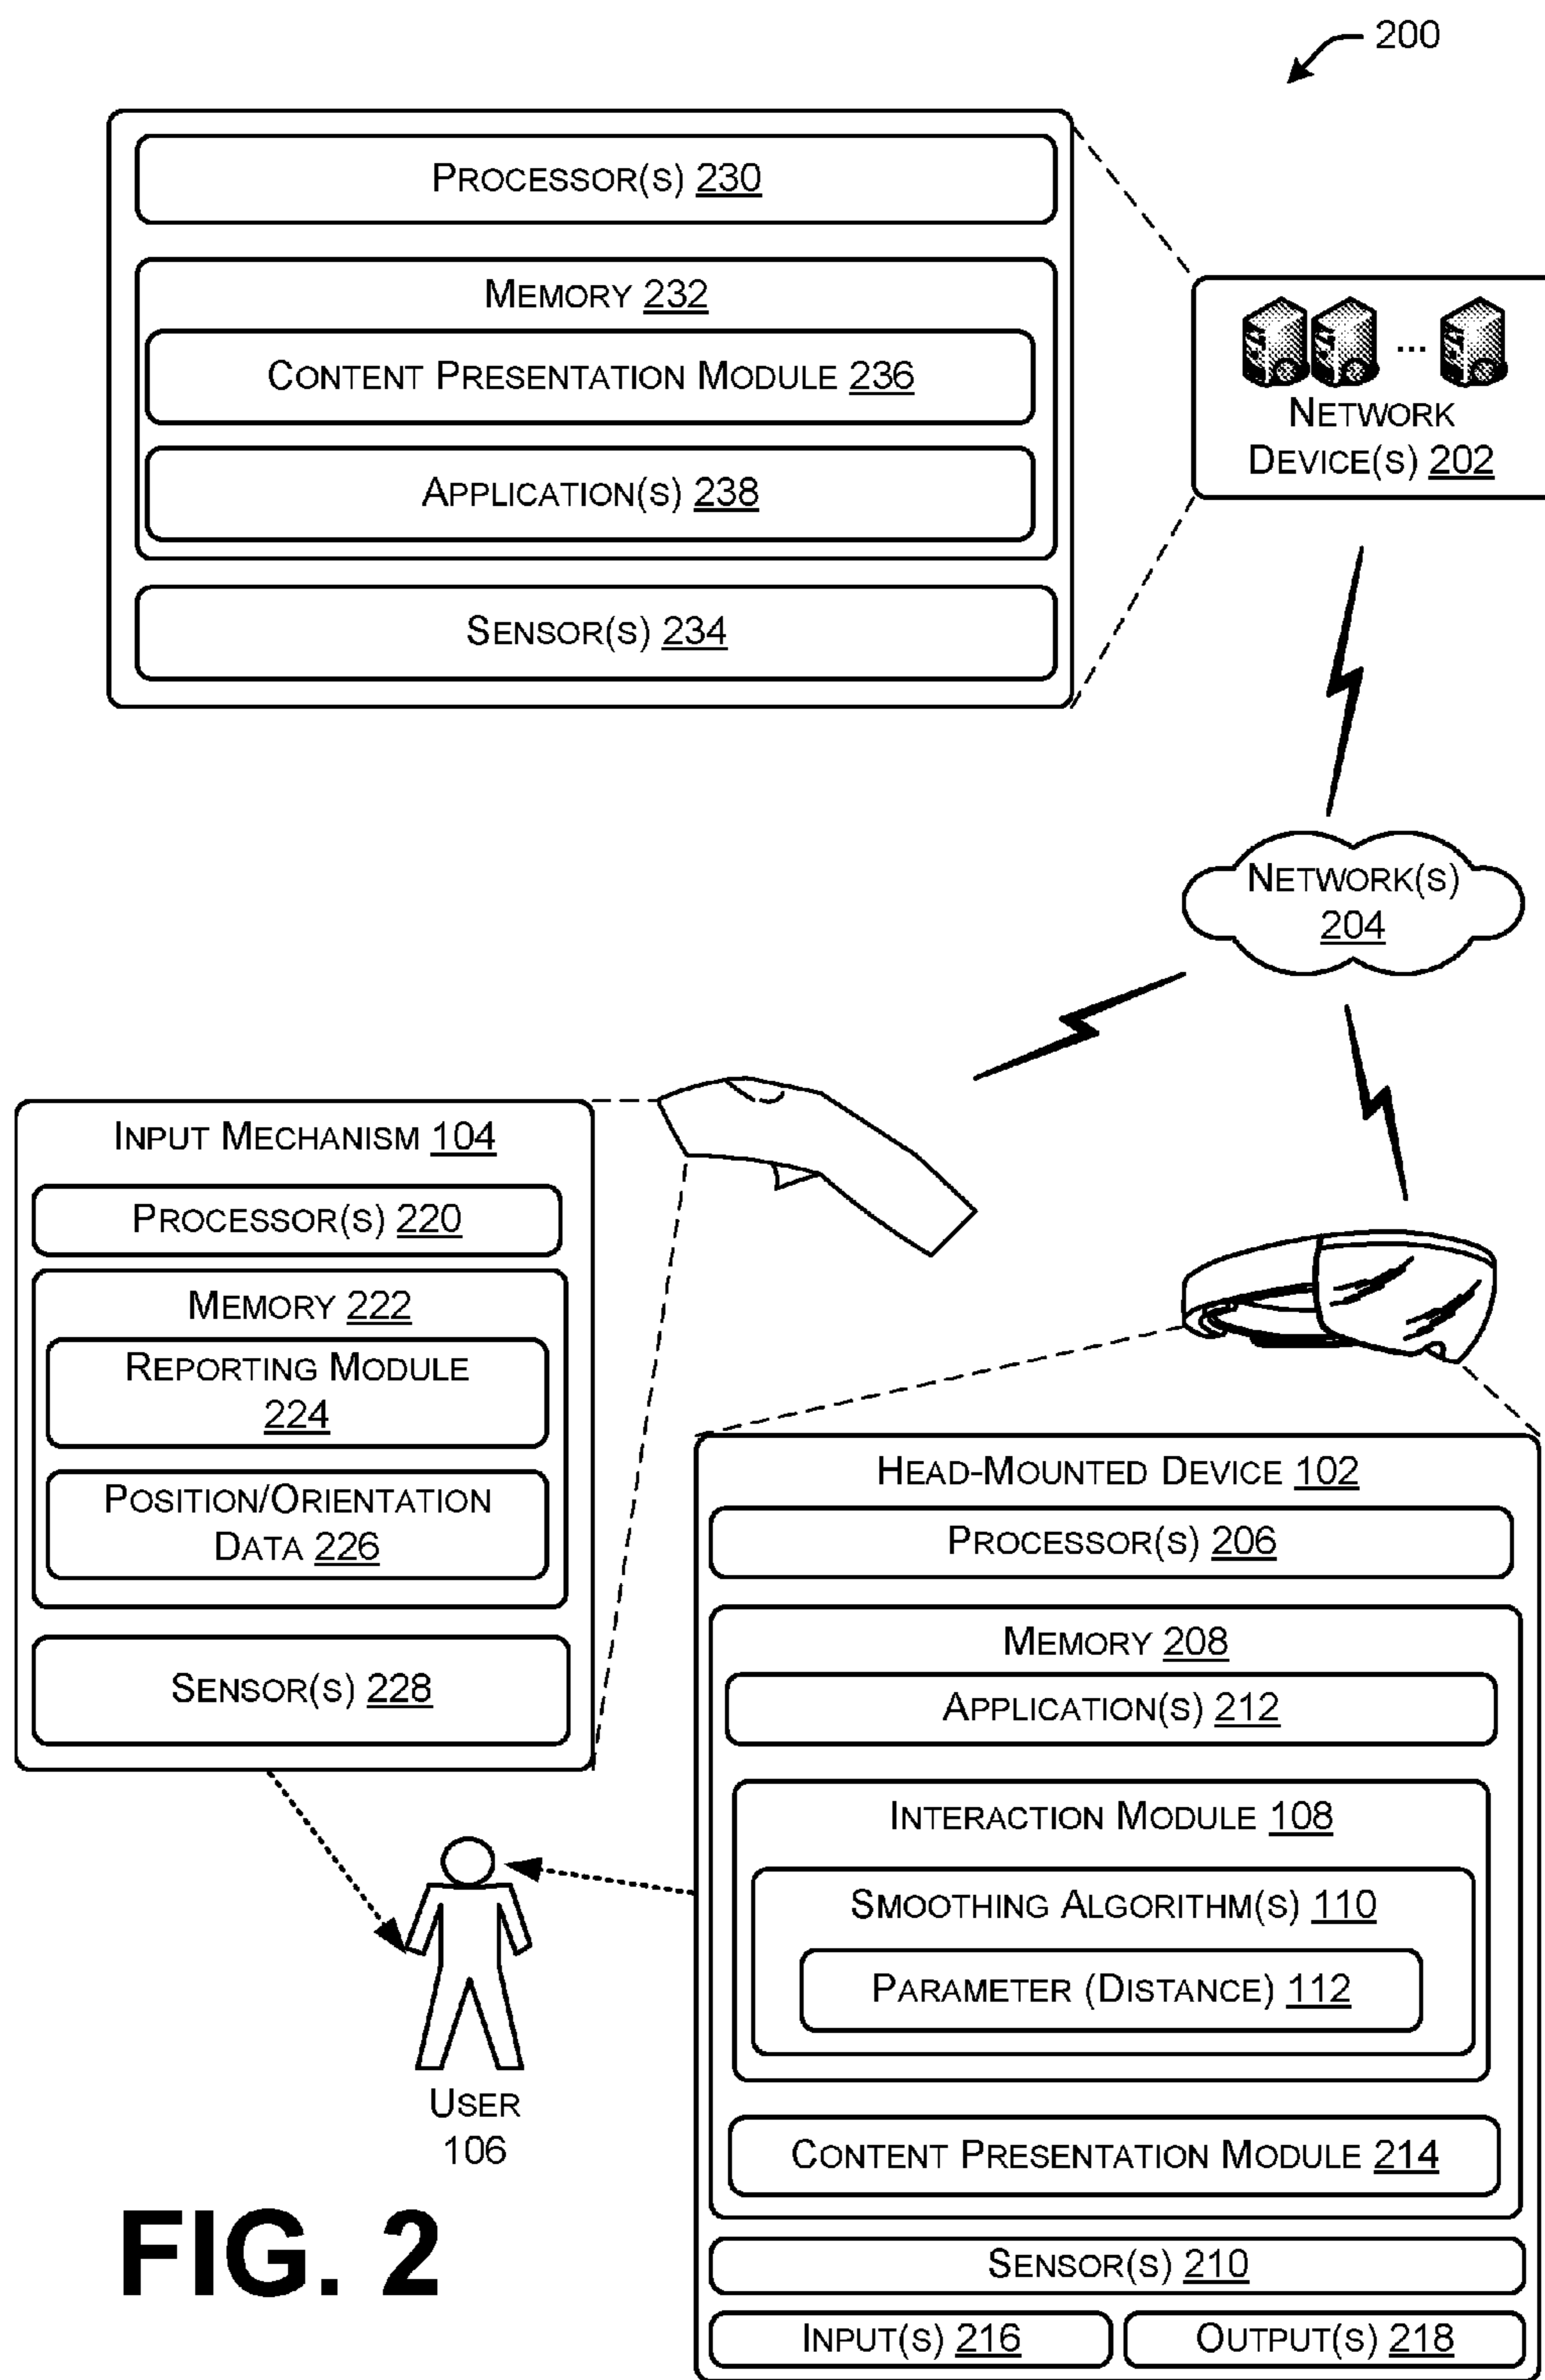 200
PROCESSOR(S) 230
MEMORY 232
CONTENT PRESENTATION MODULE 236
APPLICATION(S) 238
SENSOR(S) 234
...
NETWORK
DEVICE(S) 202
NETWORK(S)
204
INPUT MECHANISM 104
PROCESSOR(S) 220
MEMORY 222
REPORTING MODULE
224
POSITION/ORIENTATION
DATA 226
SENSOR(S) 228
HEAD-MOUNTED DEVICE 102
PROCESSOR(S) 206
MEMORY 208
APPLICATION(S) 212
INTERACTION MODULE 108
SMOOTHING ALGORITHM(S) 110
PARAMETER (DISTANCE) 112
CONTENT PRESENTATION MODULE 214
SENSOR(S) 210
INPUT(S) 216
OUTPUT(S) 218
USER
106
FIG. 2